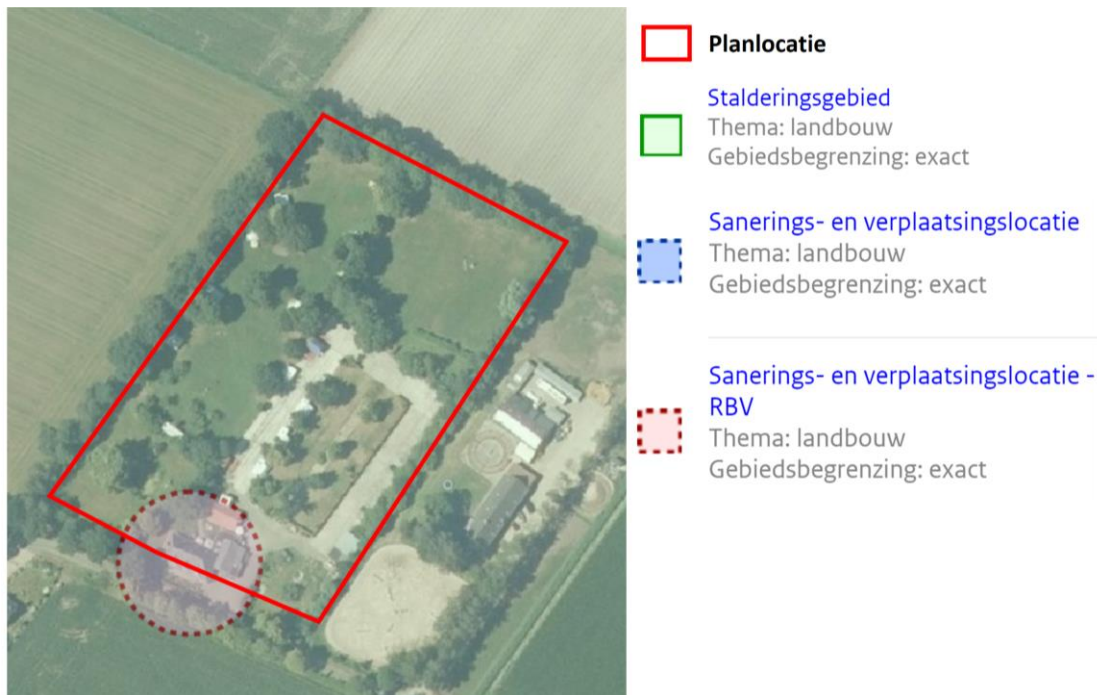 Planlocatie
Stalderingsgebied
Thema: landbouw
Gebiedsbegrenzing: exact
Sanerings- en verplaatsingslocatie
Thema: landbouw
Gebiedsbegrenzing: exact
Sanerings- en verplaatsingslocatie -
RBV
Thema: landbouw
Gebiedsbegrenzing: exact